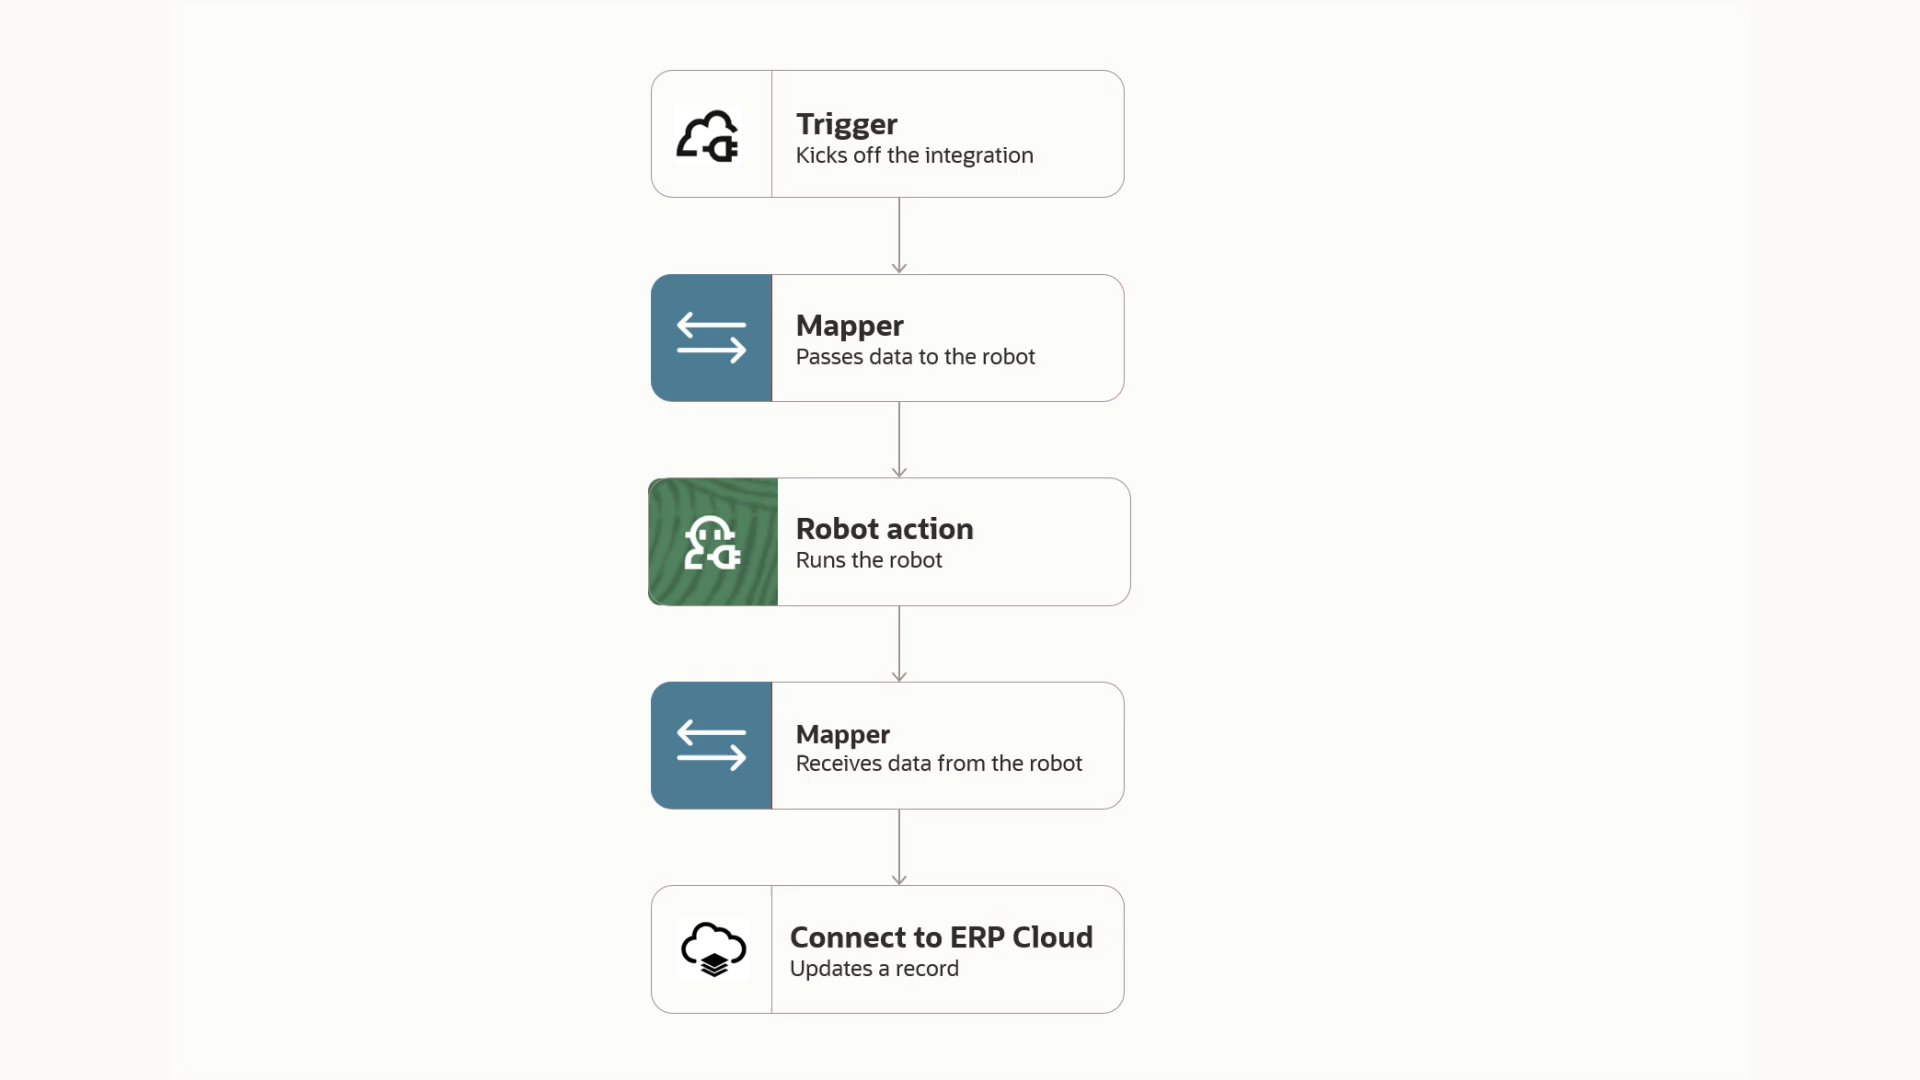 Trigger
Kicks off the integration
Mapper
Passes data to the robot
Robot action
Runs the robot
Mapper
Receives data from the robot
Connect to ERP Cloud
Updates a record